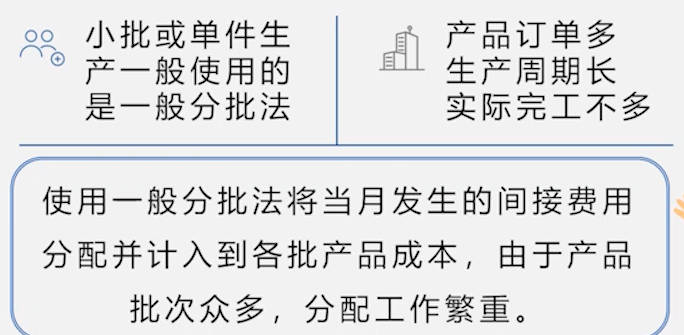 小批或单件生
产一般使用的
是一般分批法
产品订单多
生产周期长
实际完工不多
使用一般分批法将当月发生的间接费用
分配并计入到各批产品成本，由于产品
批次众多，分配工作繁重。